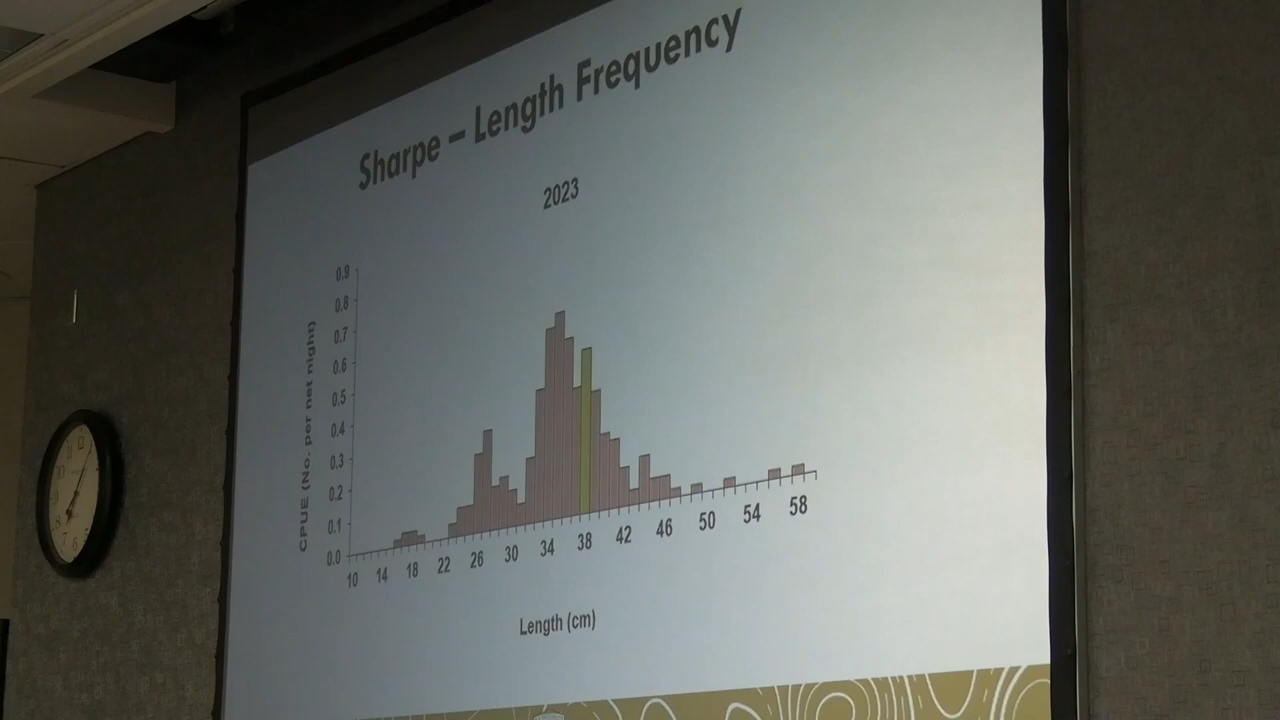 Sharpe – Length Frequency
2023
CPUE (No. per net night)
0.9
0.8
0.7
0.6
0.5
0.4
0.3
0.2
0.1
0.0
10 14 18 22 26 30 34 38 42 46 50 54 58
Length (cm)